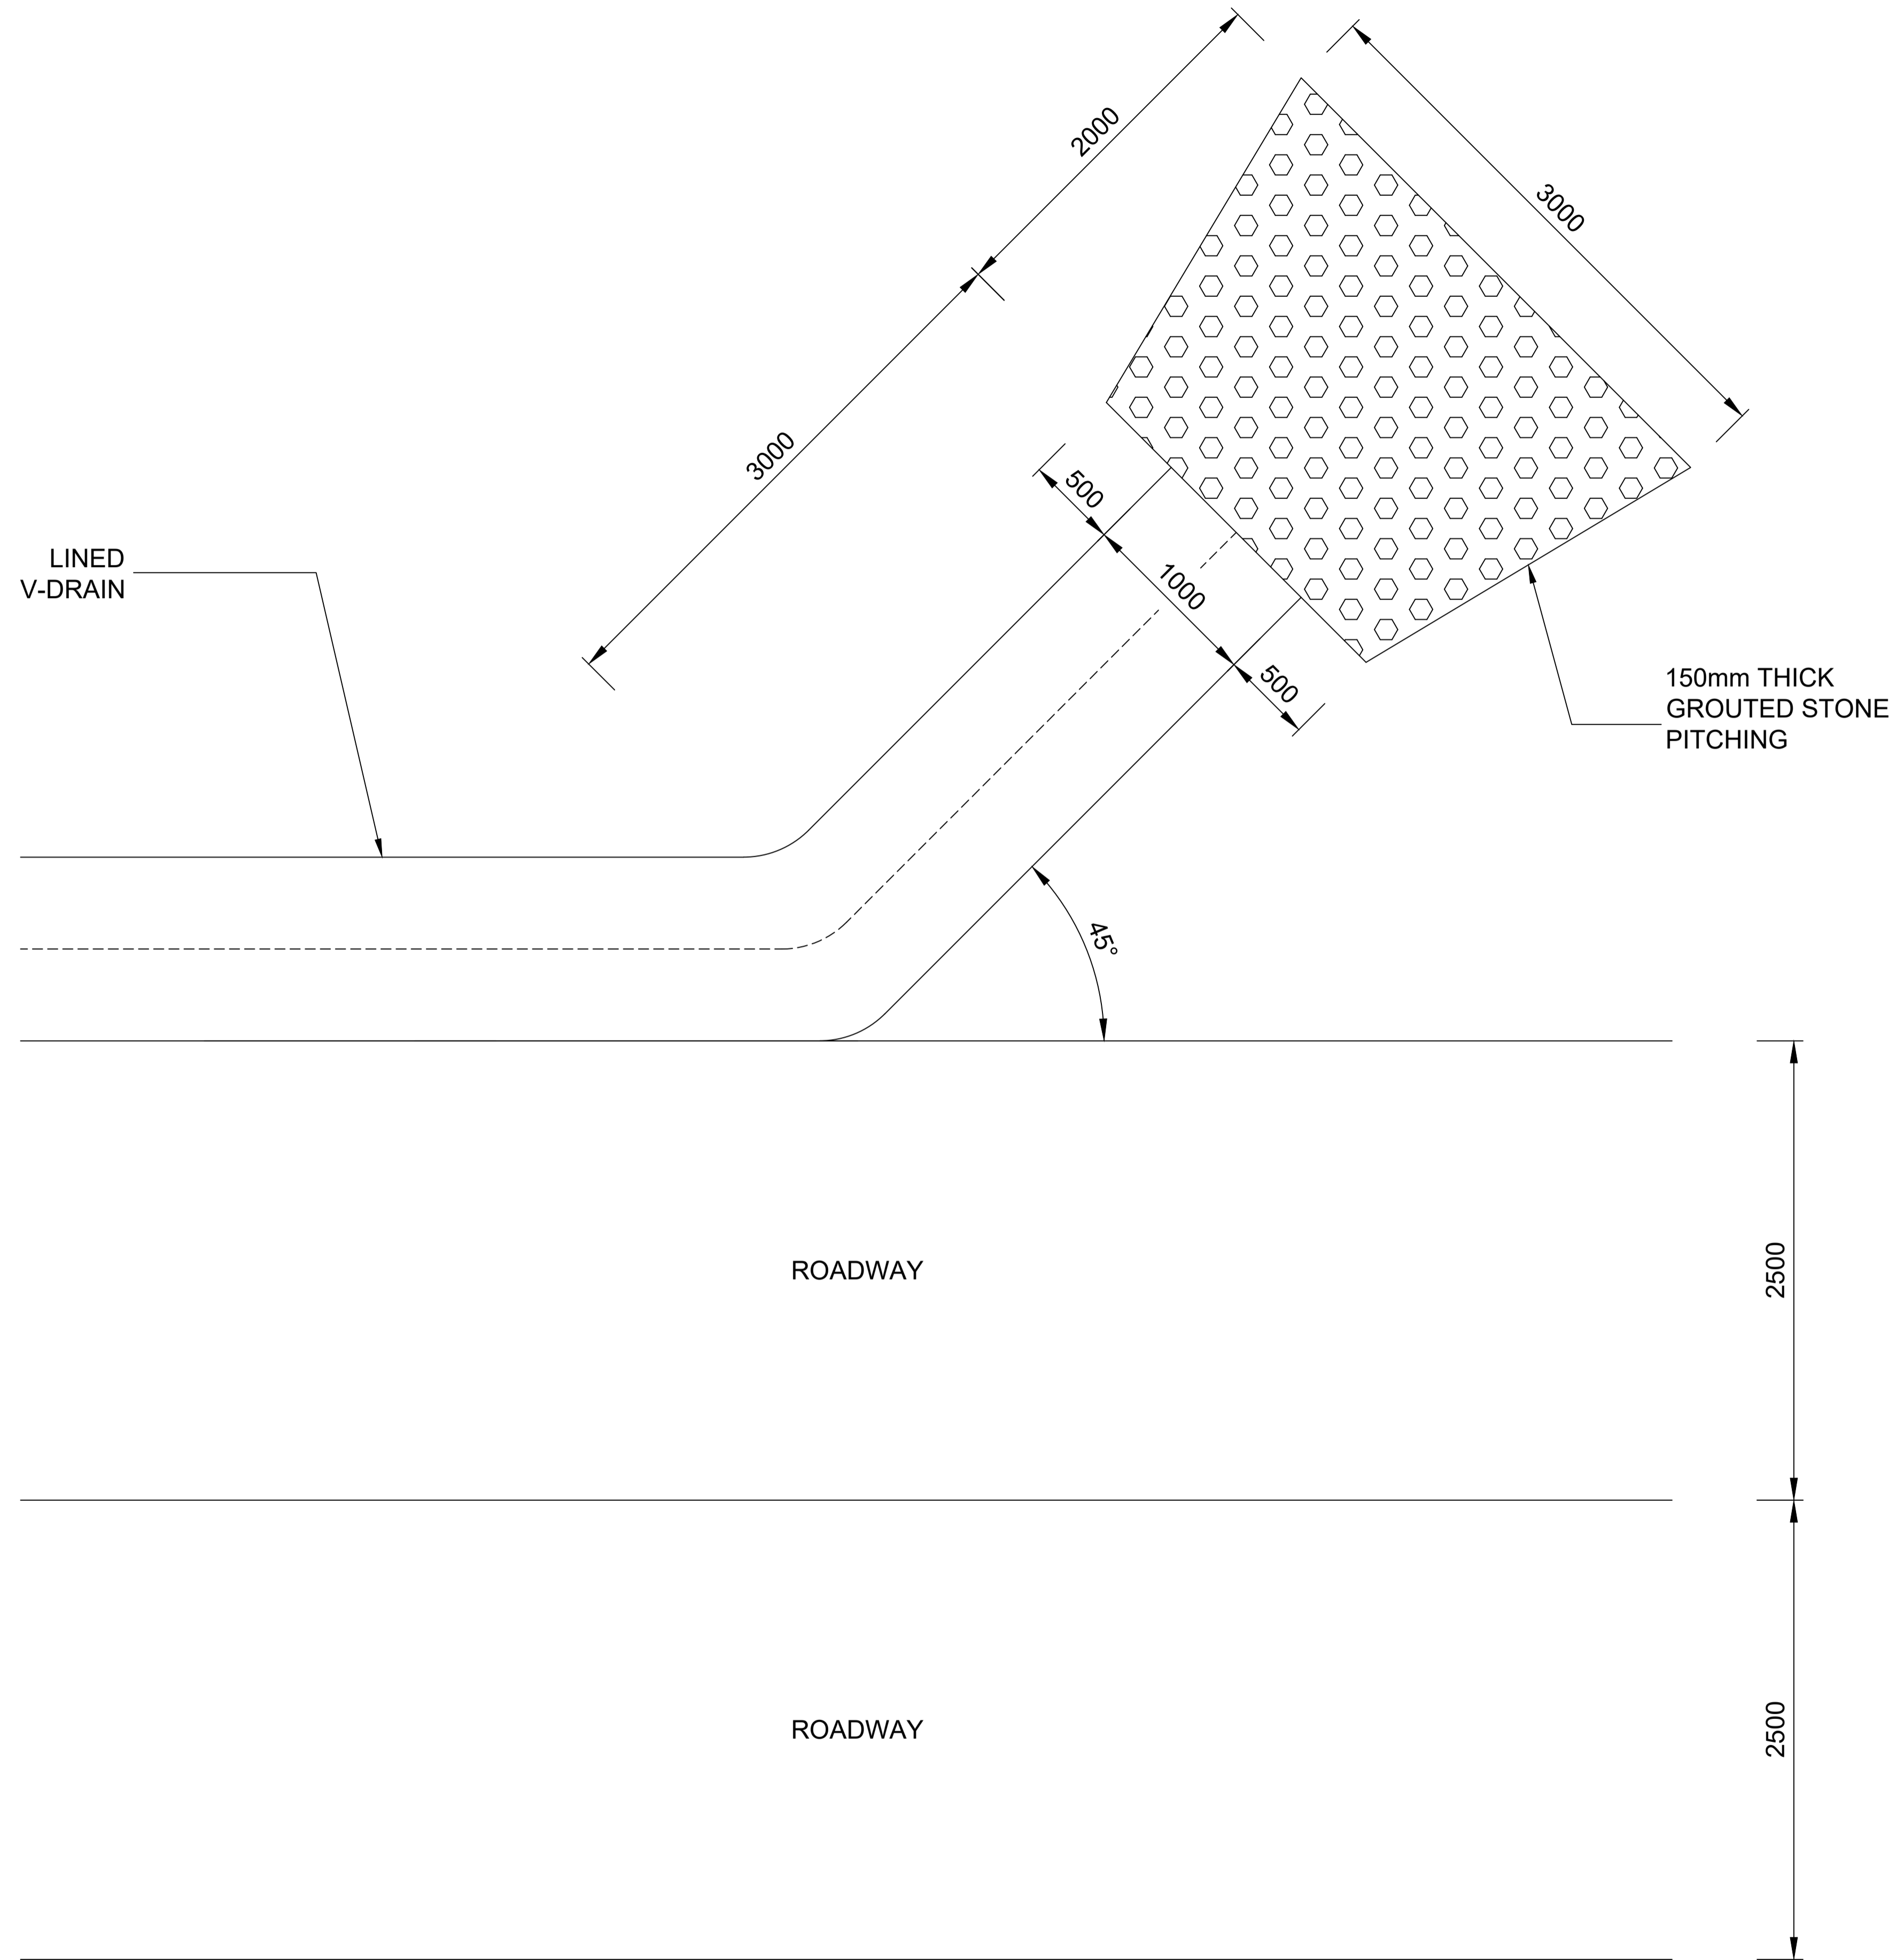 2000
3000
3000
500
1000
500
LINED
V-DRAIN
150mm THICK
GROUTED STONE
PITCHING
45°
ROADWAY
2500
ROADWAY
2500